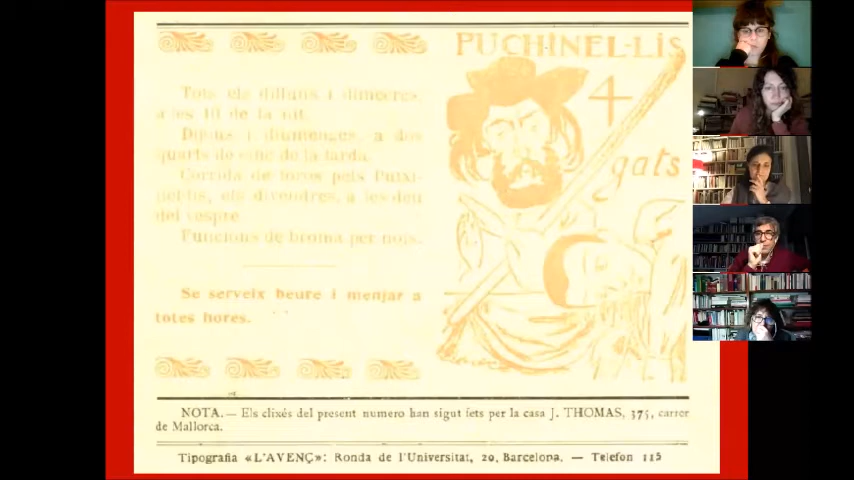 Tots els dilluns i dimecres,
a les 10 de la nit.
Dijous i diumenges, a dos
quarts de cinc de la tarda.
Corrida de toros pels Putxi-
nel·lis, els divendres, a les deu
del vespre.
Funcions de broma per nois.
Se serveix beure i menjar a
totes hores.
PUCHINEL-LIS
4
gats
NOTA. — Els clixés del present numero han sigut fets per la casa J. THOMAS, 375, carrer
de Mallorca.
Tipografia «L'AVENÇ»: Ronda de l'Universitat, 20, Barcelona. — Telefon 115